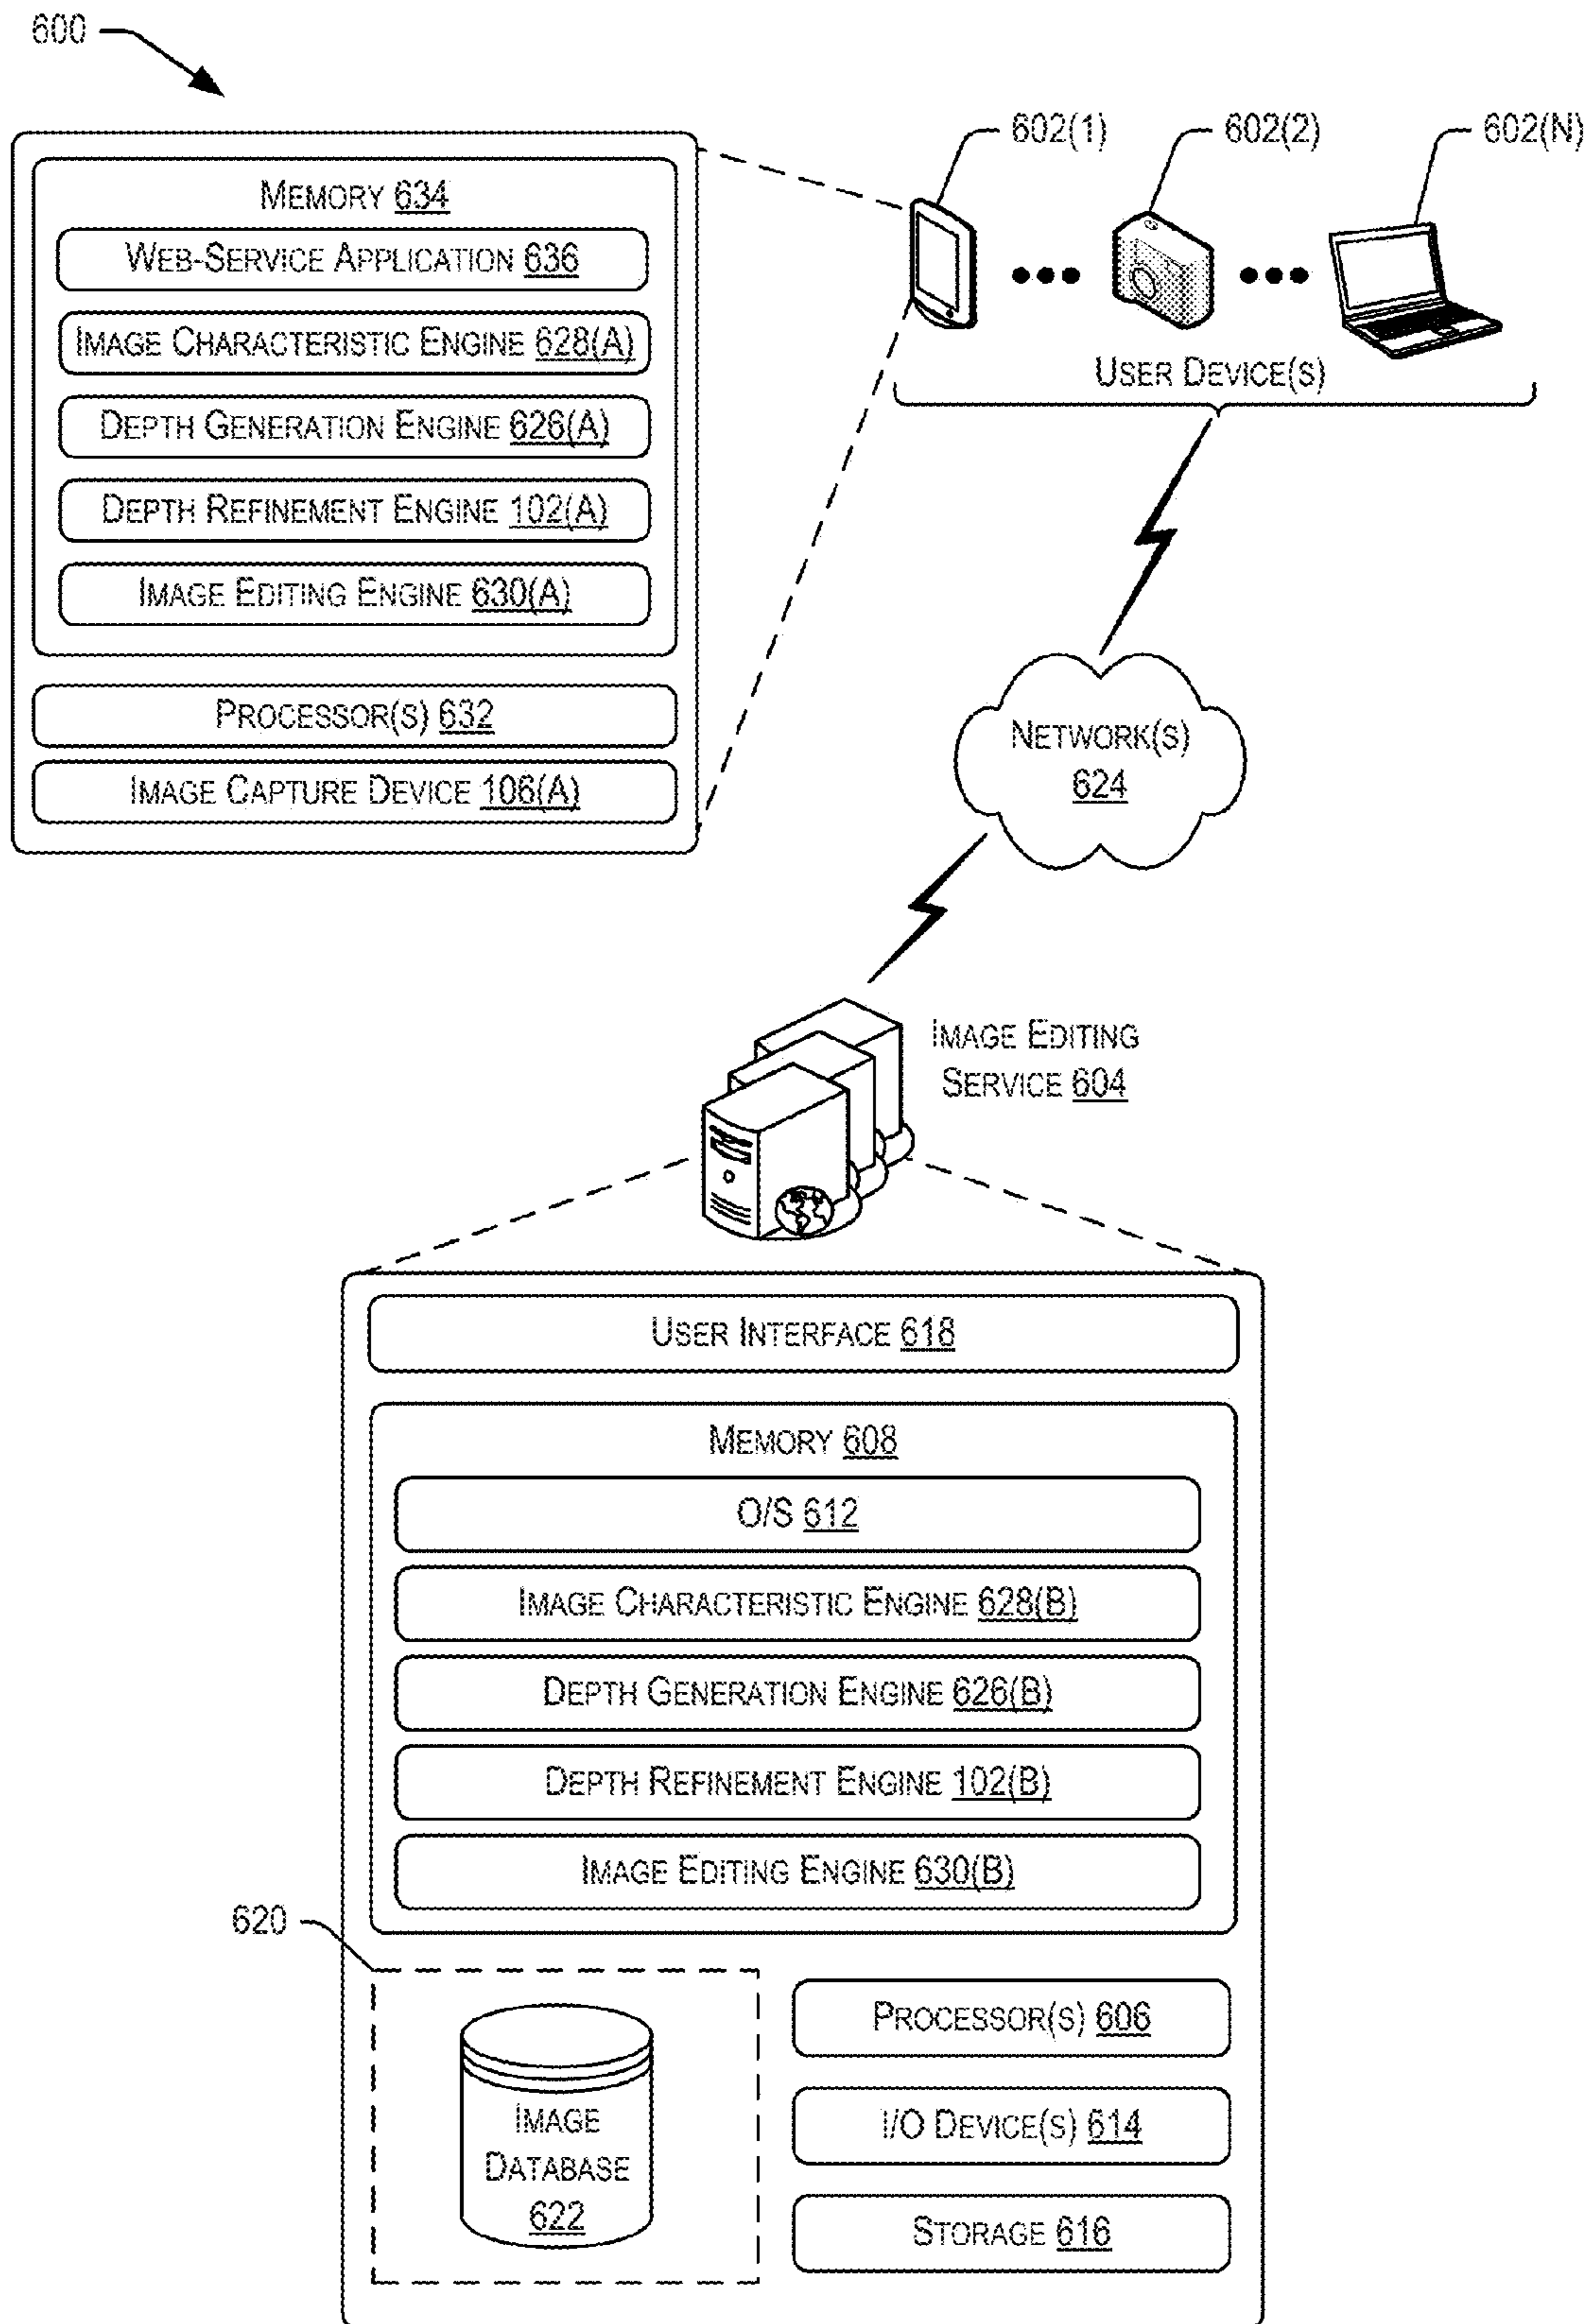 600
602(1)
602(2)
602(N)
MEMORY 634
WEB-SERVICE APPLICATION 636
IMAGE CHARACTERISTIC ENGINE 628(A)
DEPTH GENERATION ENGINE 626(A)
DEPTH REFINEMENT ENGINE 102(A)
IMAGE EDITING ENGINE 630(A)
PROCESSOR(S) 632
IMAGE CAPTURE DEVICE 106(A)
USER DEVICE(S)
NETWORK(S)
624
IMAGE EDITING
SERVICE 604
USER INTERFACE 618
MEMORY 608
O/S 612
IMAGE CHARACTERISTIC ENGINE 628(B)
DEPTH GENERATION ENGINE 626(B)
DEPTH REFINEMENT ENGINE 102(B)
IMAGE EDITING ENGINE 630(B)
620
IMAGE
DATABASE
622
PROCESSOR(S) 606
I/O DEVICE(S) 614
STORAGE 616